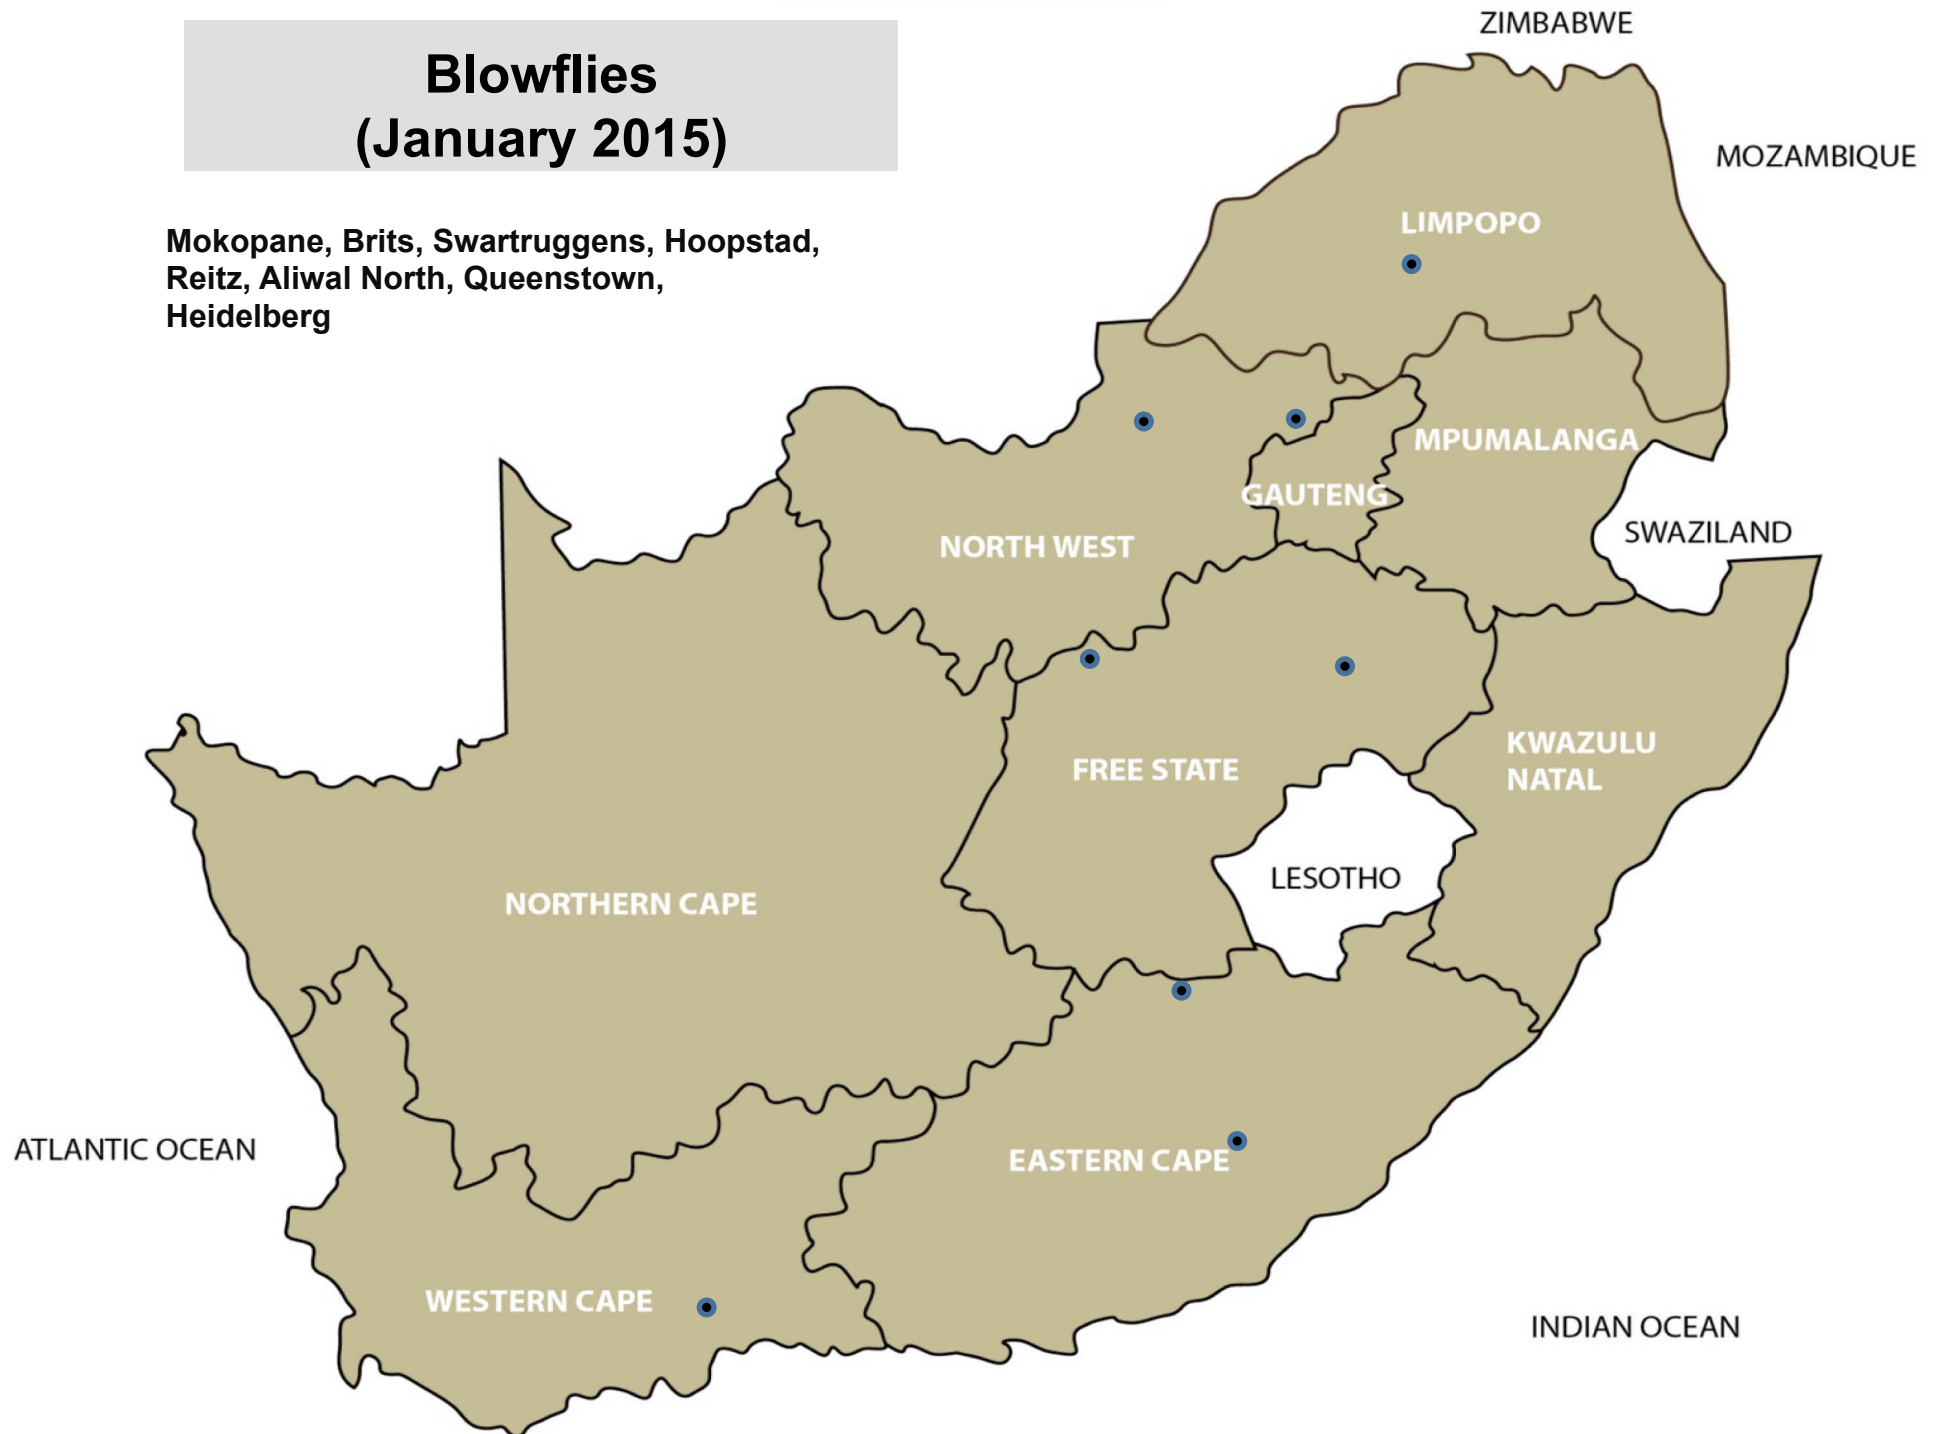 Blowflies
(January 2015)
Mokopane, Brits, Swartruggens, Hoopstad,
Reitz, Aliwal North, Queenstown,
Heidelberg
ZIMBABWE
MOZAMBIQUE
LIMPOPO
MPUMALANGA
GAUTENG
SWAZILAND
NORTH WEST
KWAZULU
NATAL
FREE STATE
LESOTHO
NORTHERN CAPE
ATLANTIC OCEAN
EASTERN CAPE
WESTERN CAPE
INDIAN OCEAN